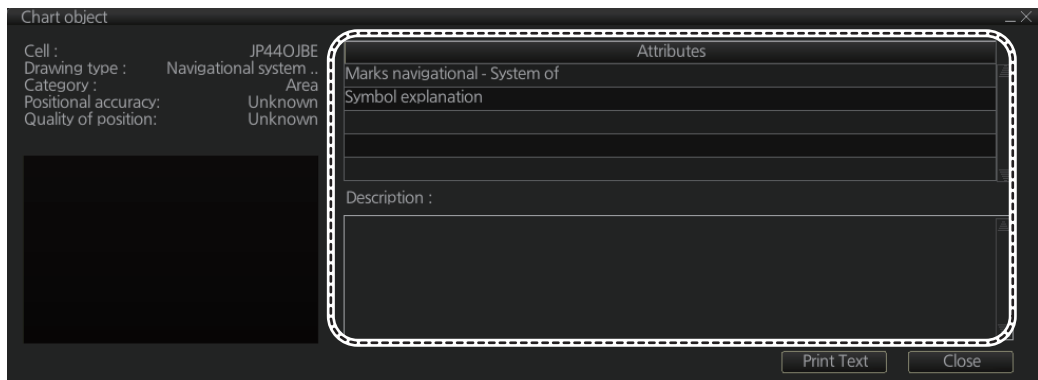 Chart object
Cell : JP44OJBE
Drawing type : Navigational system ..
Category : Area
Positional accuracy: Unknown
Quality of position: Unknown
Attributes
Marks navigational - System of
Symbol explanation
Description :
Print Text
Close